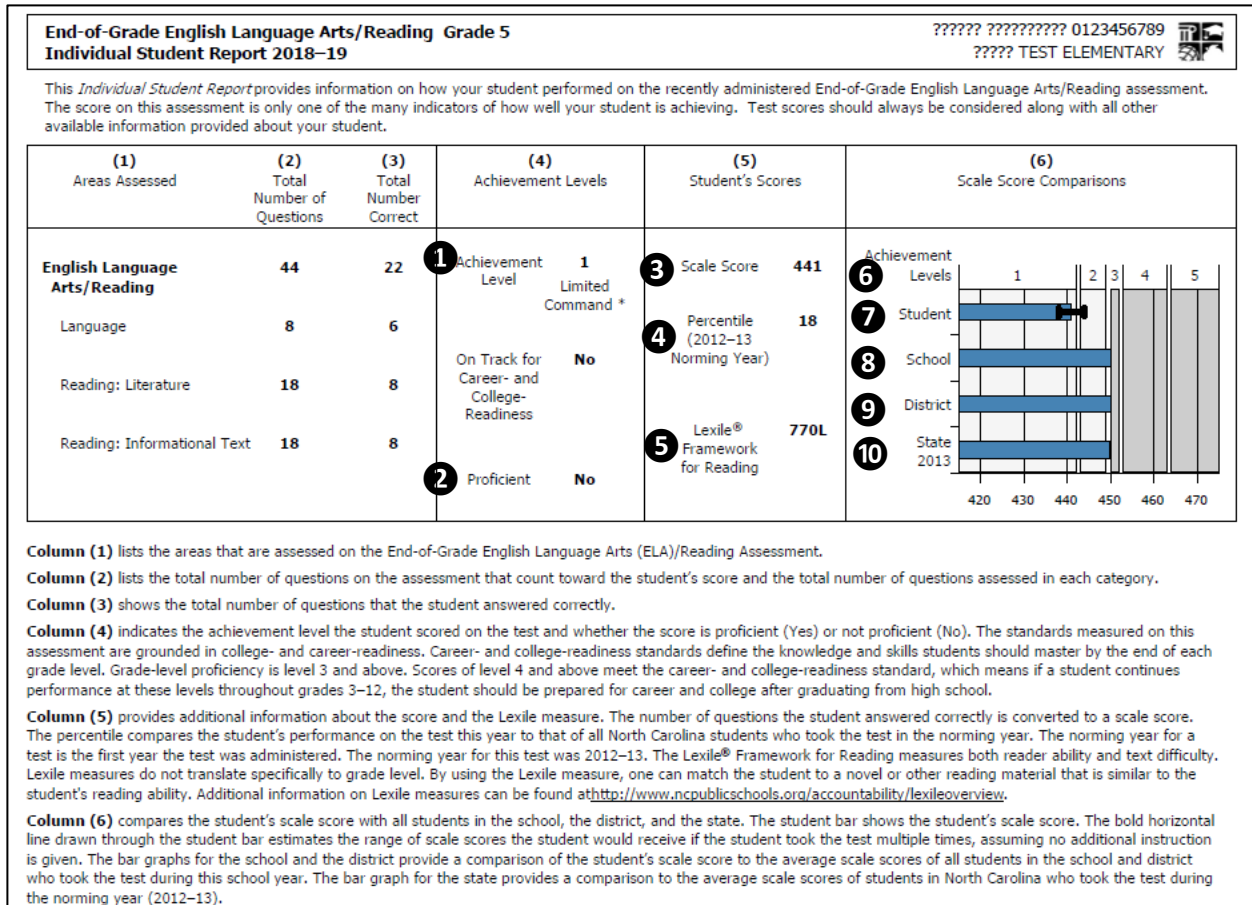 End-of-Grade English Language Arts/Reading Grade 5
Individual Student Report 2018–19
?????? ?????????? 0123456789
????? TEST ELEMENTARY
This Individual Student Report provides information on how your student performed on the recently administered End-of-Grade English Language Arts/Reading assessment.
The score on this assessment is only one of the many indicators of how well your student is achieving. Test scores should always be considered along with all other
available information provided about your student.
(1)
Areas Assessed
(2)
Total
Number of
Questions
(3)
Total
Number
Correct
(4)
Achievement Levels
(5)
Student's Scores
(6)
Scale Score Comparisons
English Language
Arts/Reading
44 22
Language 8 6
Reading: Literature 18 8
Reading: Informational Text 18 8
1 Achievement
Level
1
Limited
Command *
On Track for
Career- and
College-
Readiness
No
2 Proficient No
3 Scale Score 441
4 Percentile
(2012–13
Norming Year)
18
5 Lexile® Framework
for Reading
770L
6 Achievement
Levels
1 2 3 4 5
7 Student
8 School
9 District
10 State
2013
420 430 440 450 460 470
Column (1) lists the areas that are assessed on the End-of-Grade English Language Arts (ELA)/Reading Assessment.
Column (2) lists the total number of questions on the assessment that count toward the student's score and the total number of questions assessed in each category.
Column (3) shows the total number of questions that the student answered correctly.
Column (4) indicates the achievement level the student scored on the test and whether the score is proficient (Yes) or not proficient (No). The standards measured on this
assessment are grounded in college- and career-readiness. Career- and college-readiness standards define the knowledge and skills students should master by the end of each
grade level. Grade-level proficiency is level 3 and above. Scores of level 4 and above meet the career- and college-readiness standard, which means if a student continues
performance at these levels throughout grades 3–12, the student should be prepared for career and college after graduating from high school.
Column (5) provides additional information about the score and the Lexile measure. The number of questions the student answered correctly is converted to a scale score.
The percentile compares the student's performance on the test this year to that of all North Carolina students who took the test in the norming year. The norming year for a
test is the first year the test was administered. The norming year for this test was 2012–13. The Lexile® Framework for Reading measures both reader ability and text difficulty.
Lexile measures do not translate specifically to grade level. By using the Lexile measure, one can match the student to a novel or other reading material that is similar to the
student's reading ability. Additional information on Lexile measures can be found athttp://www.ncpublicschools.org/accountability/lexileoverview.
Column (6) compares the student's scale score with all students in the school, the district, and the state. The student bar shows the student's scale score. The bold horizontal
line drawn through the student bar estimates the range of scale scores the student would receive if the student took the test multiple times, assuming no additional instruction
is given. The bar graphs for the school and the district provide a comparison of the student's scale score to the average scale scores of all students in the school and district
who took the test during this school year. The bar graph for the state provides a comparison to the average scale scores of students in North Carolina who took the test during
the norming year (2012–13).